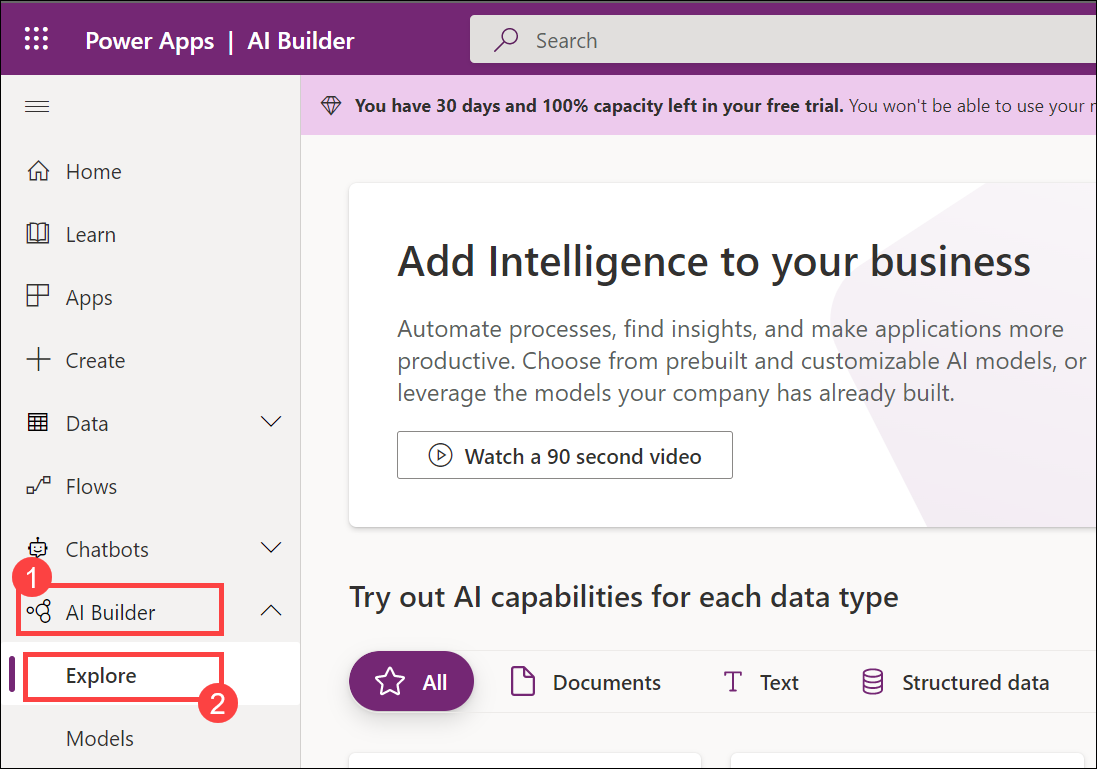 Power Apps | AI Builder
Search
You have 30 days and 100% capacity left in your free trial. You won't be able to use your
Home
Learn
Apps
Create
Data
Flows
Chatbots
1
AI Builder
Explore
2
Models
Add Intelligence to your business
Automate processes, find insights, and make applications more
productive. Choose from prebuilt and customizable AI models, or
leverage the models your company has already built.
Watch a 90 second video
Try out AI capabilities for each data type
All
Documents
Text
Structured data